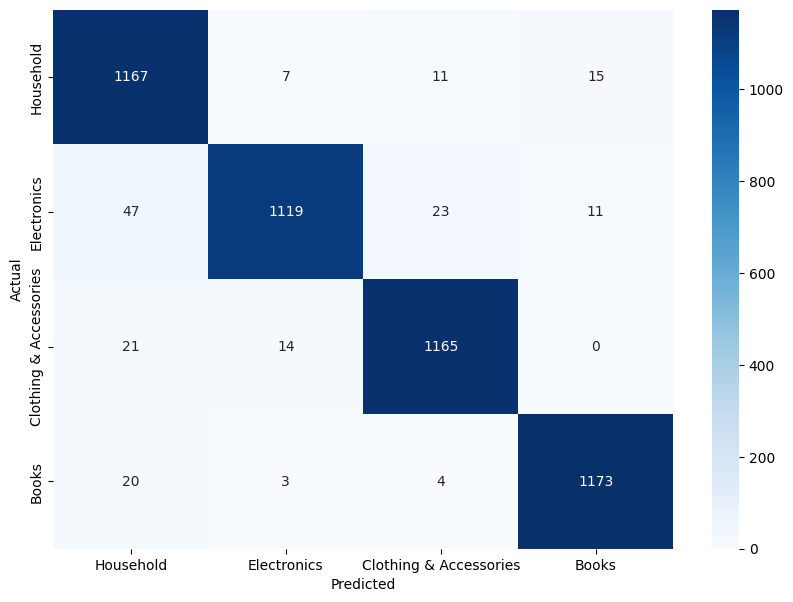 Household
1167 7 11 15
Electronics
47 1119 23 11
Clothing & Accessories
21 14 1165 0
Books
20 3 4 1173
Actual
Household Electronics Clothing & Accessories Books
Predicted
1000
800
600
400
200
0